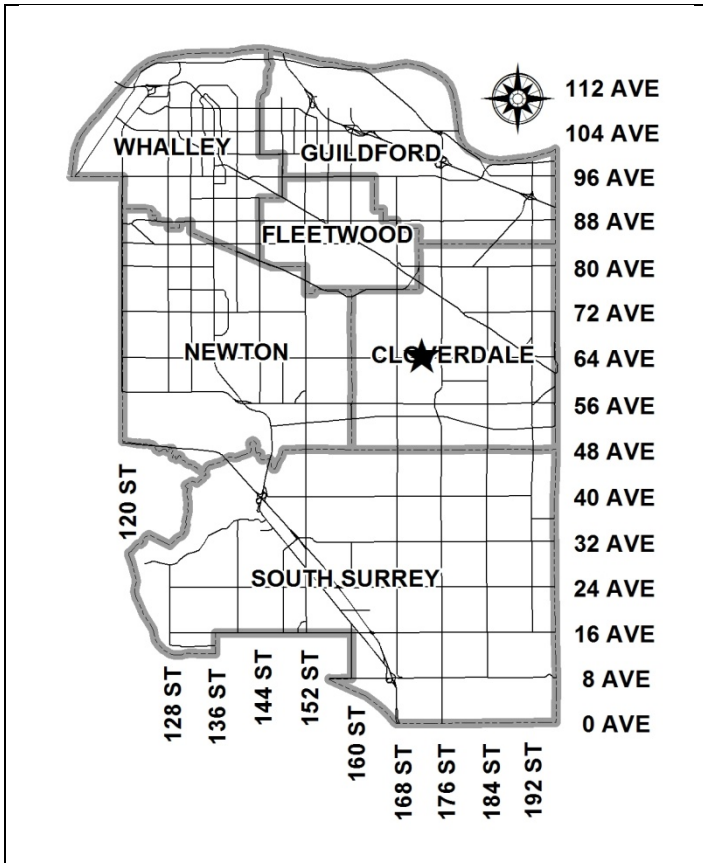 112 AVE
104 AVE
WHALLEY
GUILDFORD
96 AVE
88 AVE
FLEETWOOD
80 AVE
72 AVE
NEWTON
CLOVERDALE
64 AVE
56 AVE
48 AVE
120 ST
40 AVE
32 AVE
SOUTH SURREY
24 AVE
16 AVE
8 AVE
0 AVE
128 ST
136 ST
144 ST
152 ST
160 ST
168 ST
176 ST
184 ST
192 ST